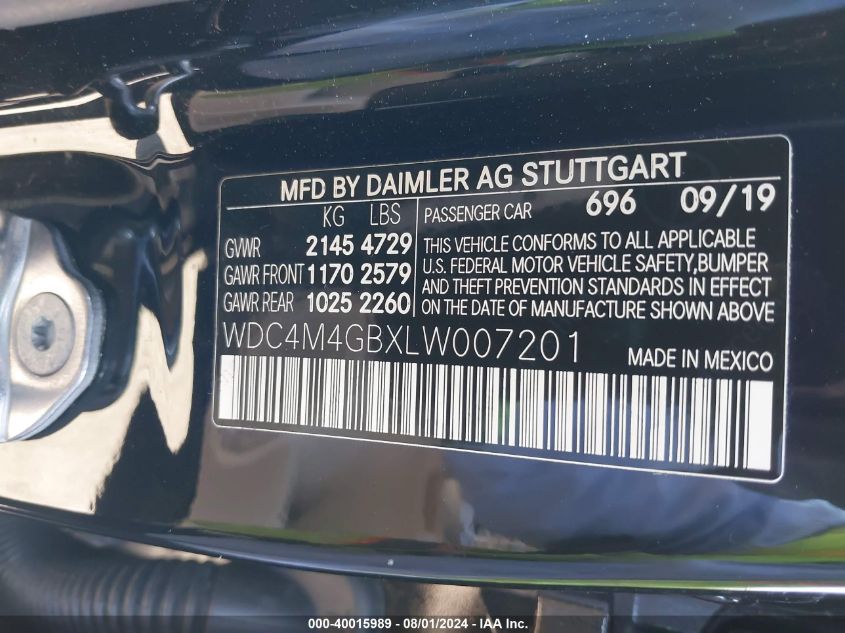 MFD BY DAIMLER AG STUTTGART
KG LBS
PASSENGER CAR 696 09/19
GVWR 2145 4729
GAWR FRONT 1170 2579
GAWR REAR 1025 2260
THIS VEHICLE CONFORMS TO ALL APPLICABLE
U.S. FEDERAL MOTOR VEHICLE SAFETY,BUMPER
AND THEFT PREVENTION STANDARDS IN EFFECT
ON THE DATE OF MANUFACTURE SHOWN ABOVE
WDC4M4GBXLW007201
MADE IN MEXICO
000-40015989 - 08/01/2024 - IAA Inc.